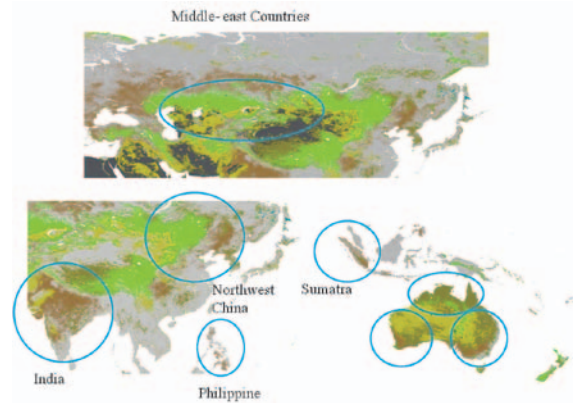 Middle-east Countries
Northwest
China
Sumatra
India
Philippine